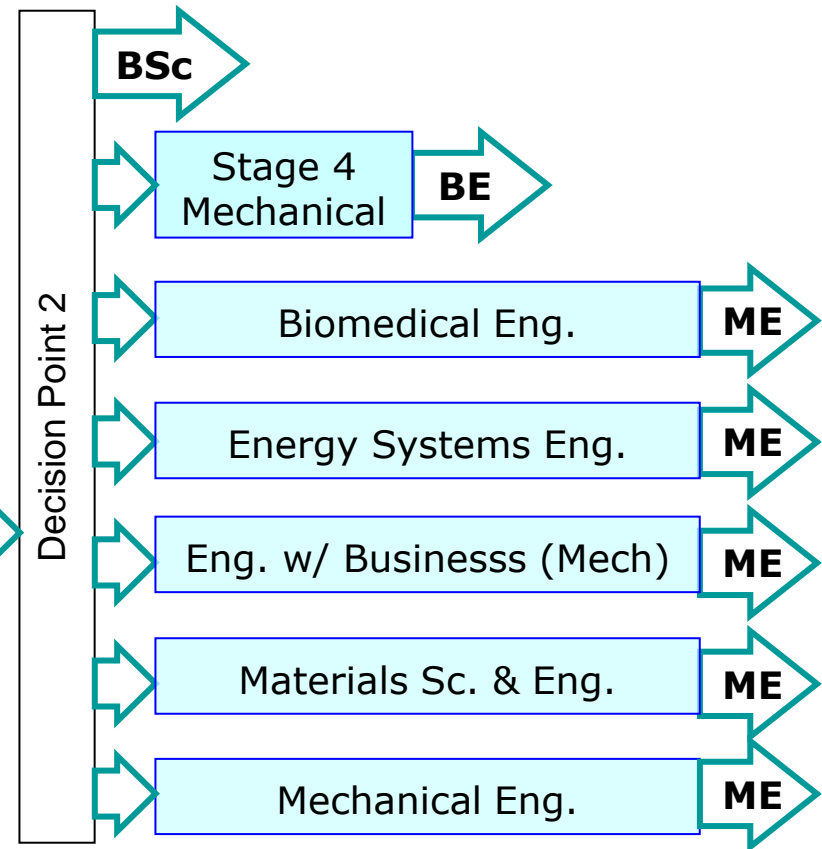 Decision Point 2
BSc
Stage 4
Mechanical
BE
Biomedical Eng.
ME
Energy Systems Eng.
ME
Eng. w/ Businesss (Mech)
ME
Materials Sc. & Eng.
ME
Mechanical Eng.
ME